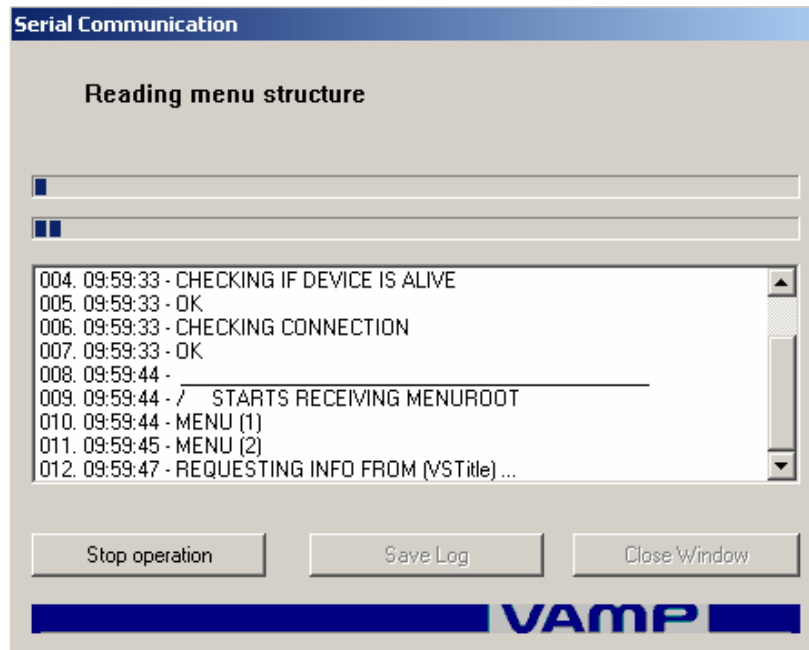 Serial Communication
Reading menu structure
004. 09:59:33 - CHECKING IF DEVICE IS ALIVE
005. 09:59:33 - OK
006. 09:59:33 - CHECKING CONNECTION
007. 09:59:33 - OK
008. 09:59:44 - ________________________________________
009. 09:59:44 - / STARTS RECEIVING MENUROOT
010. 09:59:44 - MENU (1)
011. 09:59:45 - MENU (2)
012. 09:59:47 - REQUESTING INFO FROM (VSTitle) ...
Stop operation Save Log Close Window
VAMP